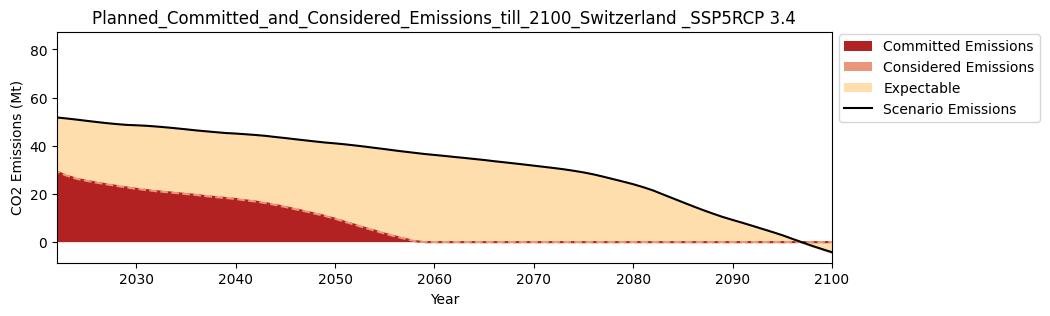 Planned_Committed_and_Considered_Emissions_till_2100_Switzerland _SSP5RCP 3.4
80
60
40
20
0
CO2 Emissions (Mt)
2030
2040
2050
2060
2070
2080
2090
2100
Year
Committed Emissions
Considered Emissions
Expectable
Scenario Emissions